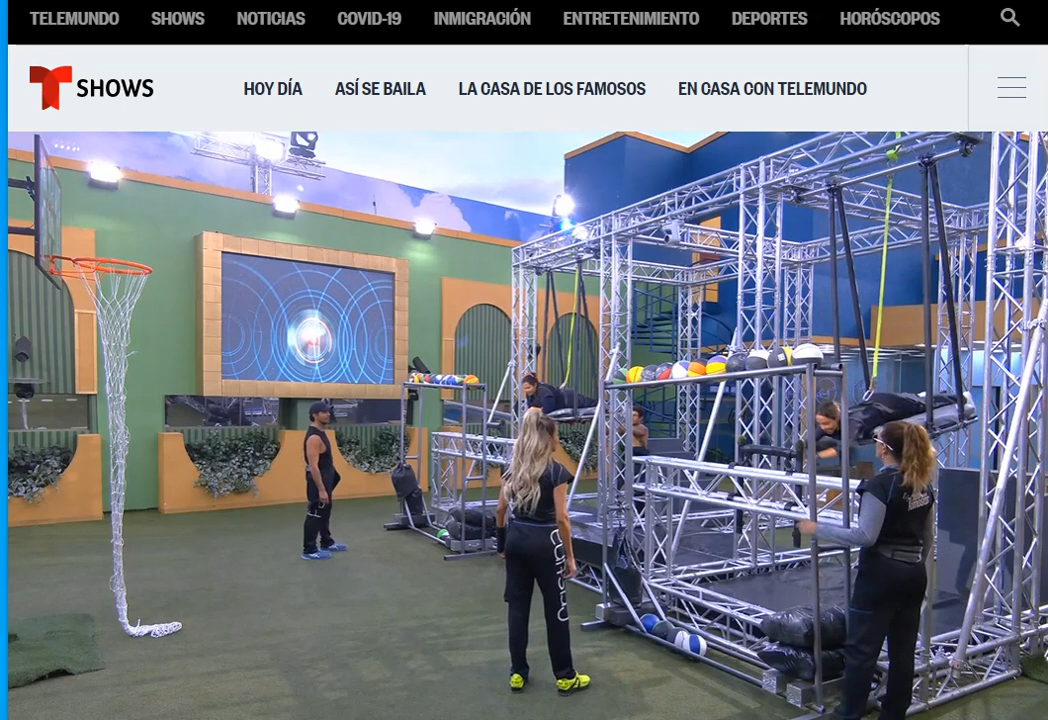 TELEMUNDO SHOWS NOTICIAS COVID-19 INMIGRACIÓN ENTRETENIMIENTO DEPORTES HORÓSCOPOS
T SHOWS HOY DÍA ASÍ SE BAILA LA CASA DE LOS FAMOSOS EN CASA CON TELEMUNDO